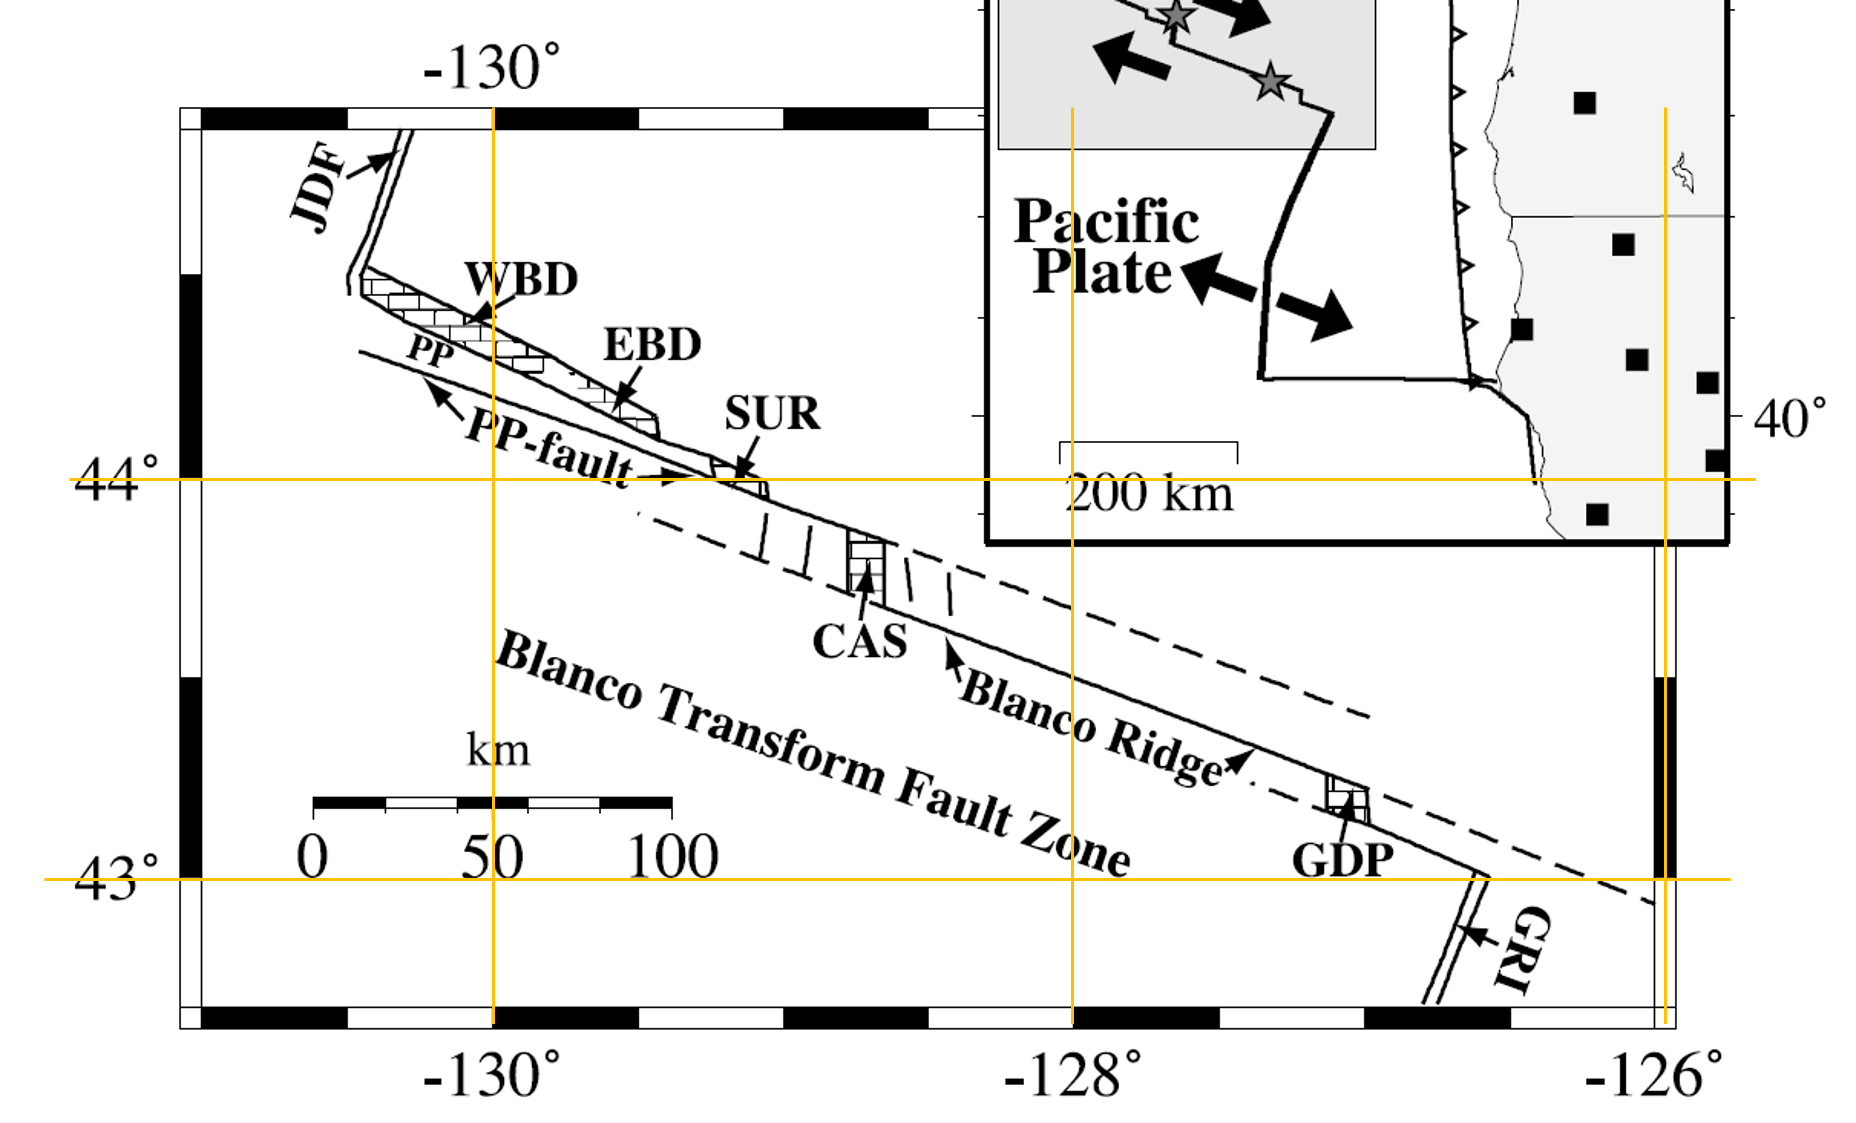 -130°
JDF
Pacific
Plate
WBD
EBD
PP
SUR
PP-fault
40°
44°
200 km
CAS
Blanco Ridge
Blanco Transform Fault Zone
km
0 50 100
GDP
43°
GRI
-130° -128° -126°